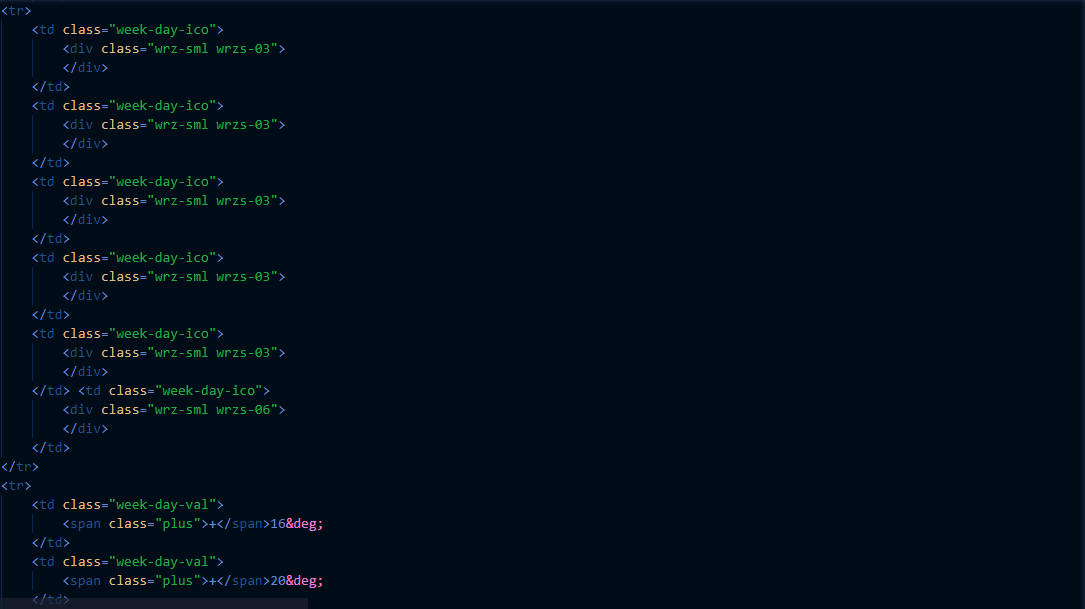 <tr>
<td class="week-day-ico">
<div class="wrz-sml wrzs-03">
</div>
</td>
<td class="week-day-ico">
<div class="wrz-sml wrzs-03">
</div>
</td>
<td class="week-day-ico">
<div class="wrz-sml wrzs-03">
</div>
</td>
<td class="week-day-ico">
<div class="wrz-sml wrzs-03">
</div>
</td>
<td class="week-day-ico">
<div class="wrz-sml wrzs-03">
</div>
</td> <td class="week-day-ico">
<div class="wrz-sml wrzs-06">
</div>
</td>
</tr>
<tr>
<td class="week-day-val">
<span class="plus">+</span>16&deg;
</td>
<td class="week-day-val">
<span class="plus">+</span>20&deg;
</td>